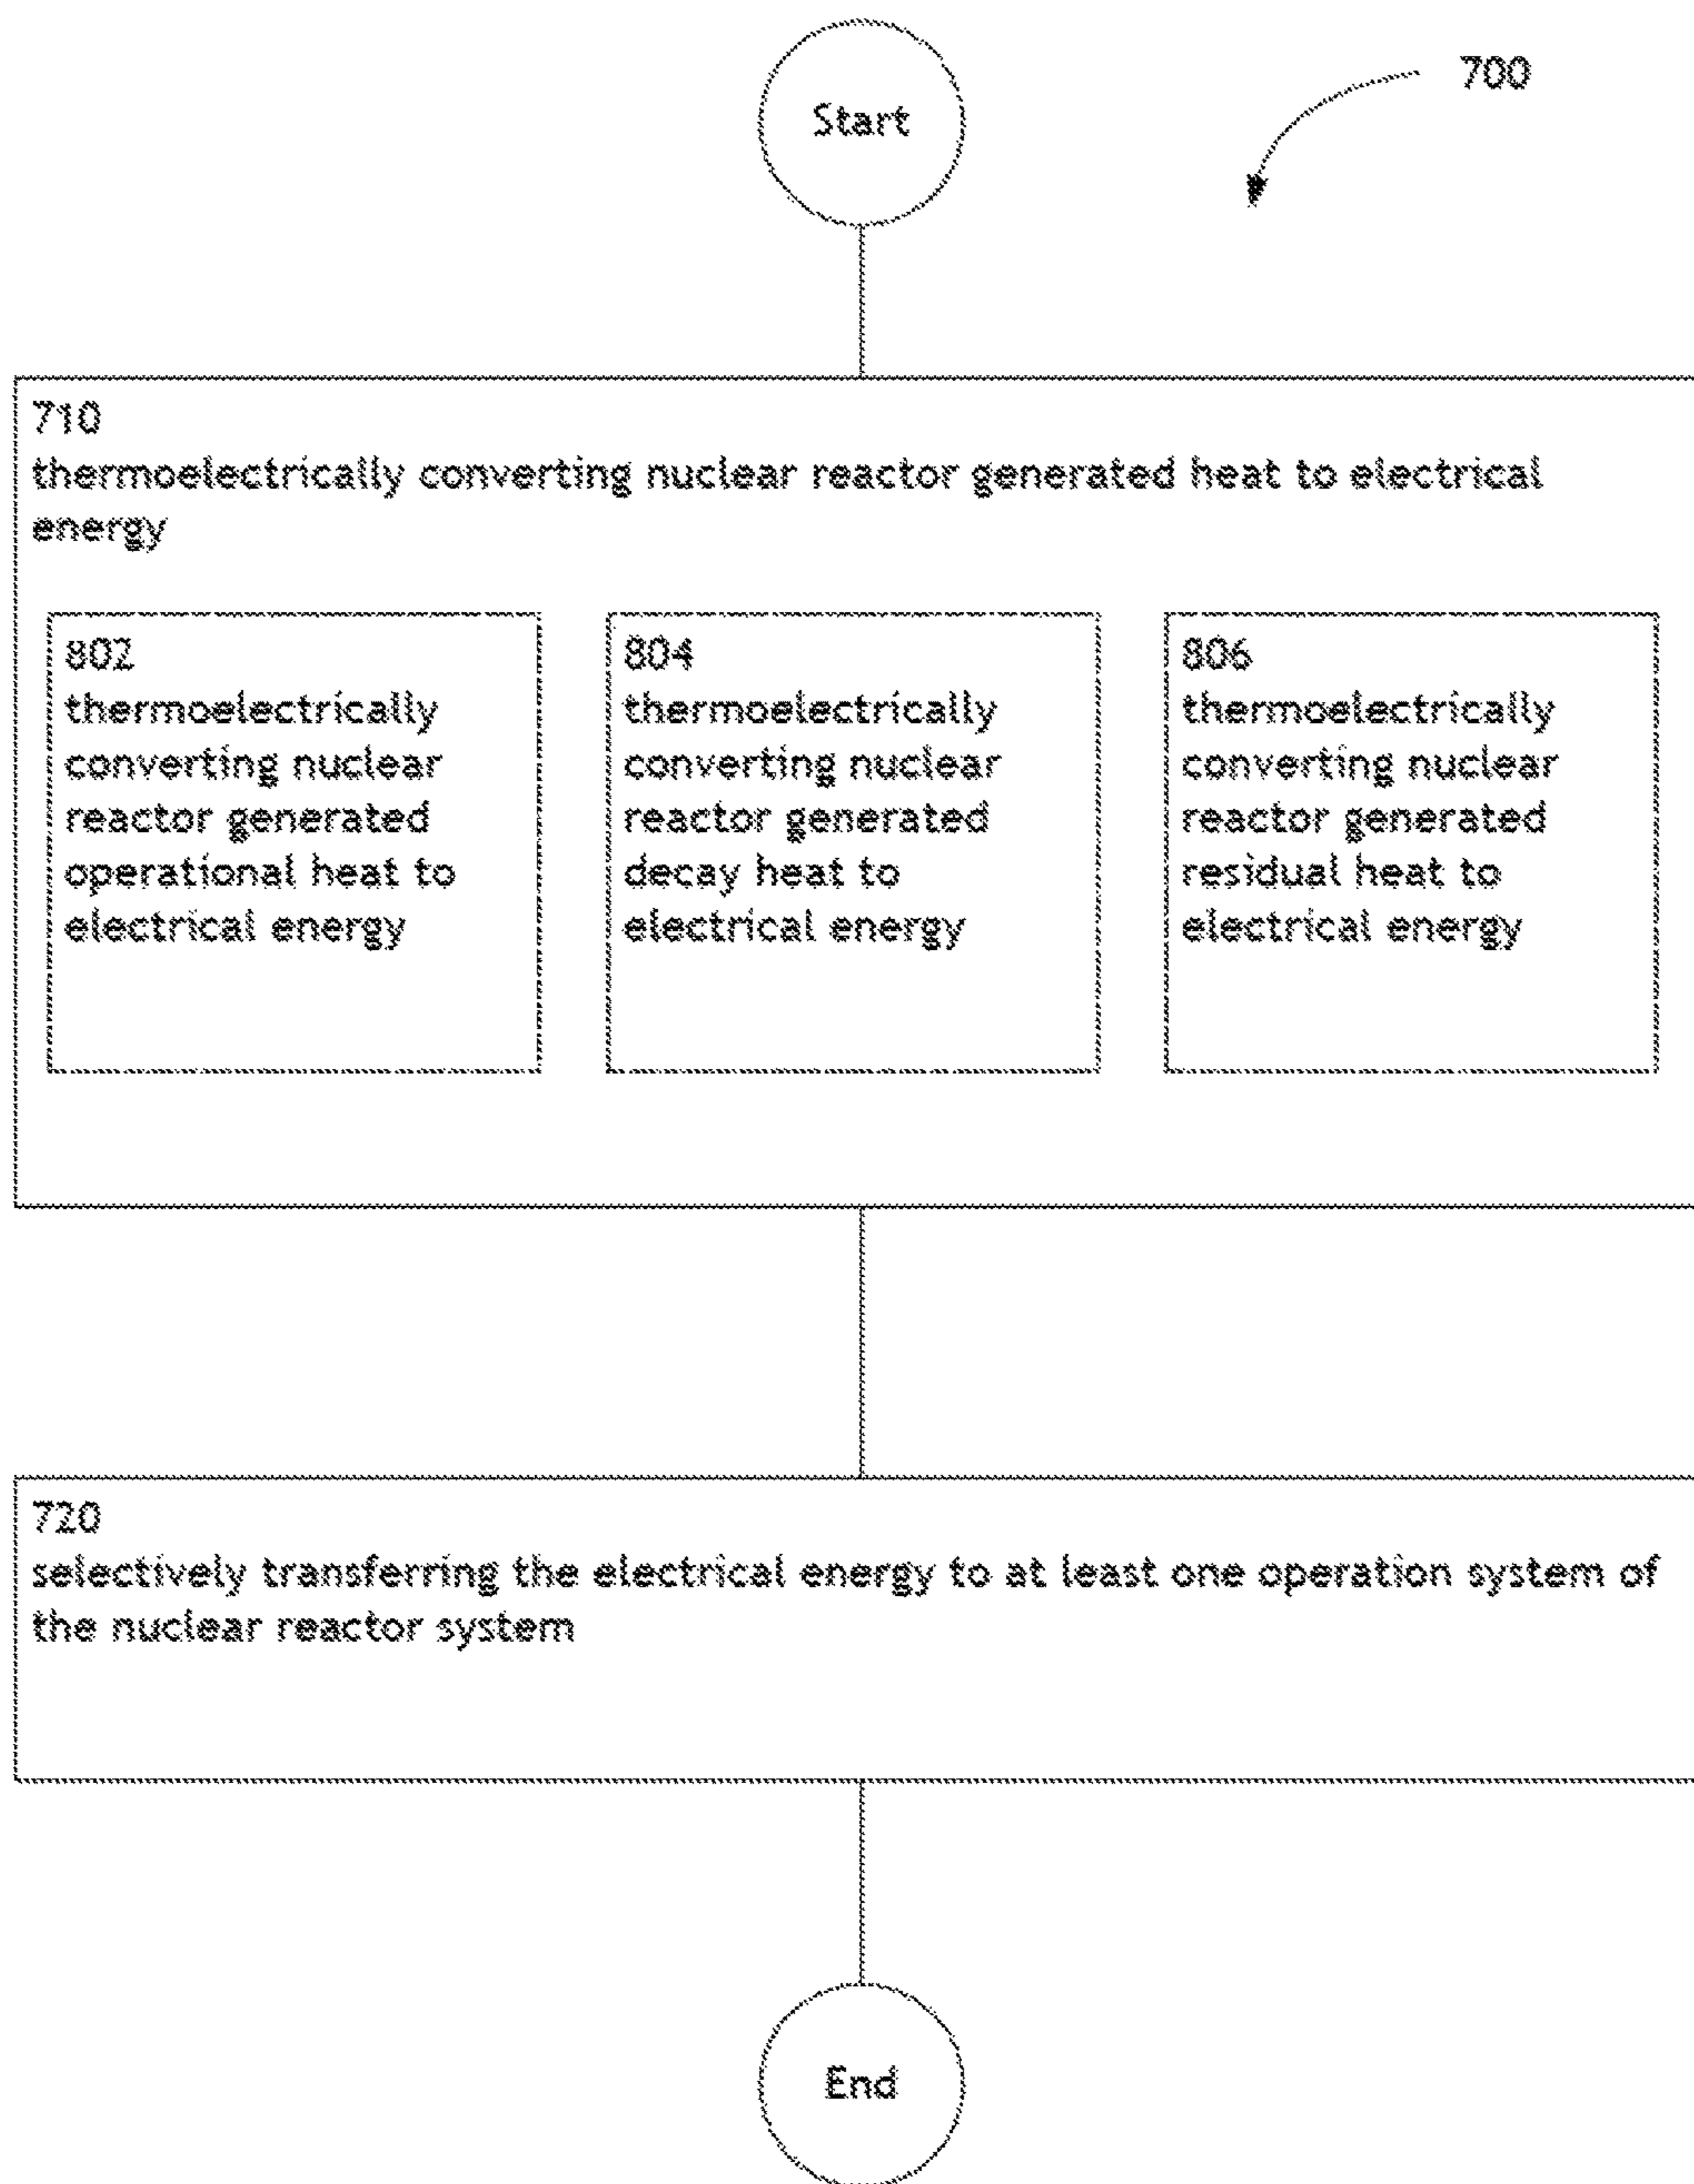 Start
700
710
thermoelectrically converting nuclear reactor generated heat to electrical
energy
802
thermoelectrically
converting nuclear
reactor generated
operational heat to
electrical energy
804
thermoelectrically
converting nuclear
reactor generated
decay heat to
electrical energy
806
thermoelectrically
converting nuclear
reactor generated
residual heat to
electrical energy
720
selectively transferring the electrical energy to at least one operation system of
the nuclear reactor system
End